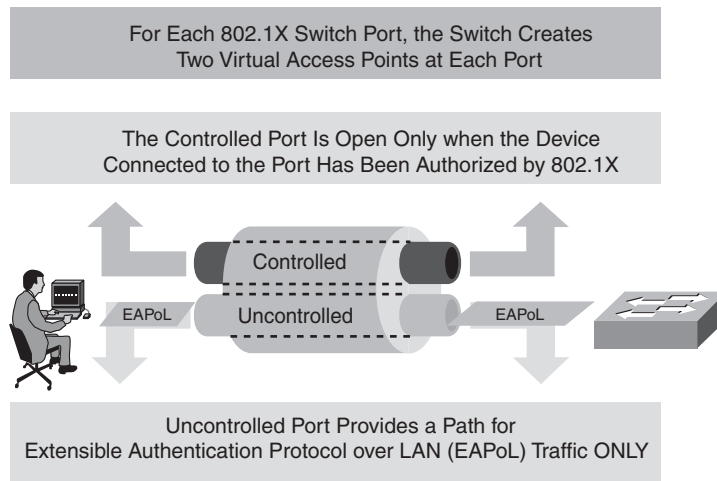 For Each 802.1X Switch Port, the Switch Creates
Two Virtual Access Points at Each Port
The Controlled Port Is Open Only when the Device
Connected to the Port Has Been Authorized by 802.1X
Controlled
EAPoL
Uncontrolled
EAPoL
Uncontrolled Port Provides a Path for
Extensible Authentication Protocol over LAN (EAPoL) Traffic ONLY